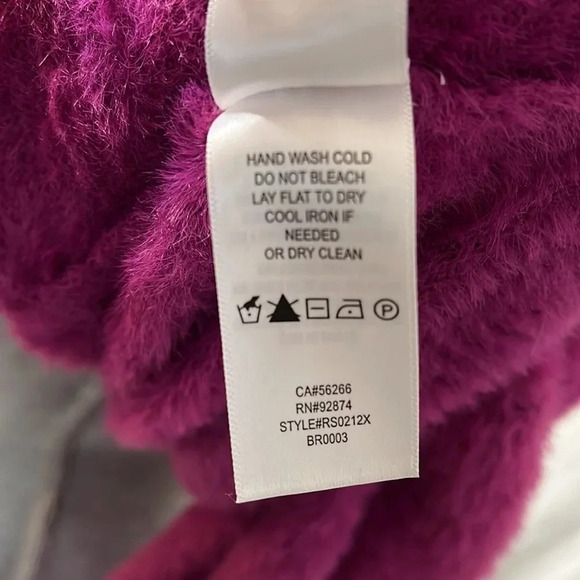 HAND WASH COLD
DO NOT BLEACH
LAY FLAT TO DRY
COOL IRON IF
NEEDED
OR DRY CLEAN
P
CA#56266
RN#92874
STYLE#RS0212X
BR0003